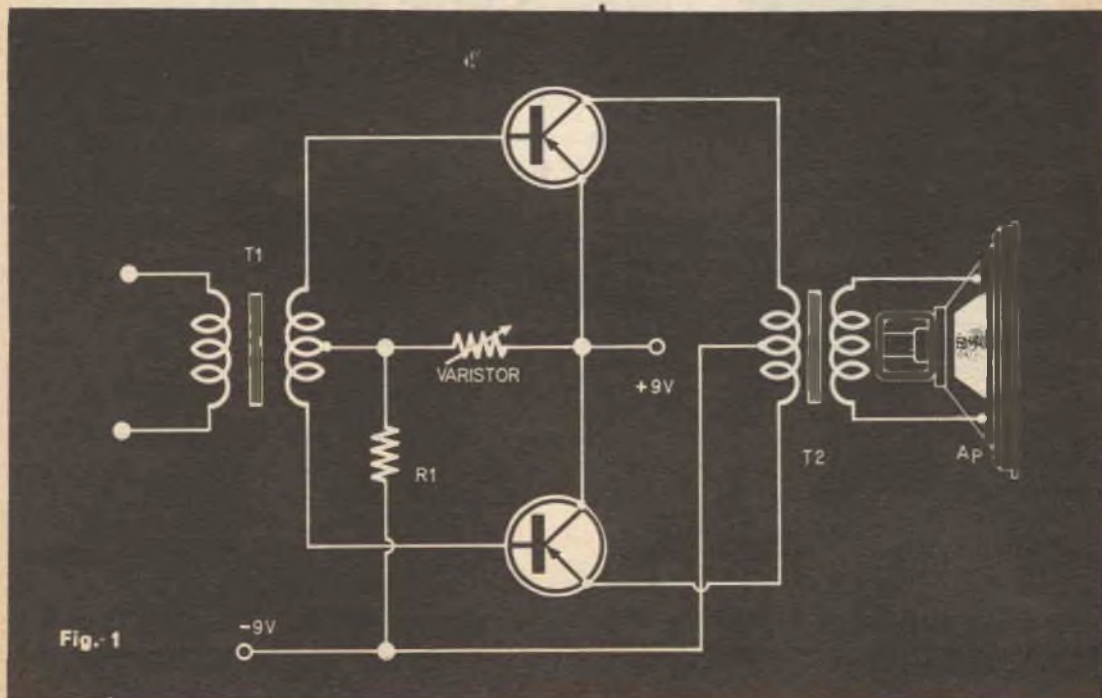 T1
VARISTOR
+9V
R1
T2
AP
-9V
Fig.-1